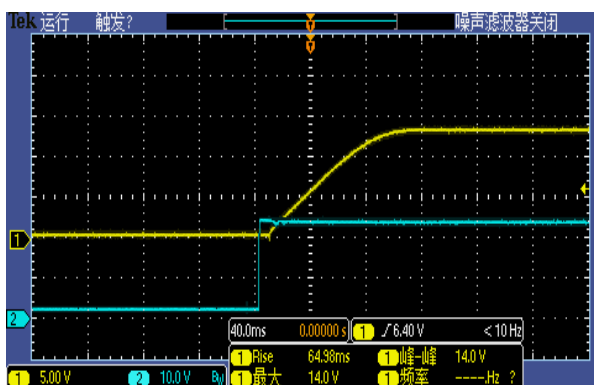 Tek 运行 触发? 噪声滤波器关闭
1
2
40.0ms 0.00000 s 1 6.40 V < 10 Hz
1 Rise 64.98ms 1 峰-峰 14.0 V
1 5.00 V 2 10.0 V Bw 1 最大 14.0 V 1 频率 ----Hz ?